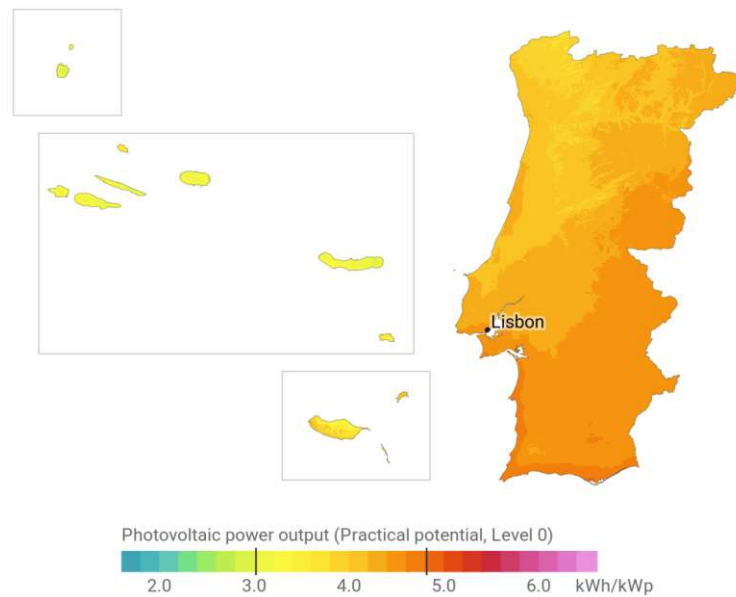 Lisbon
Photovoltaic power output (Practical potential, Level 0)
2.0 3.0 4.0 5.0 6.0 kWh/kWp